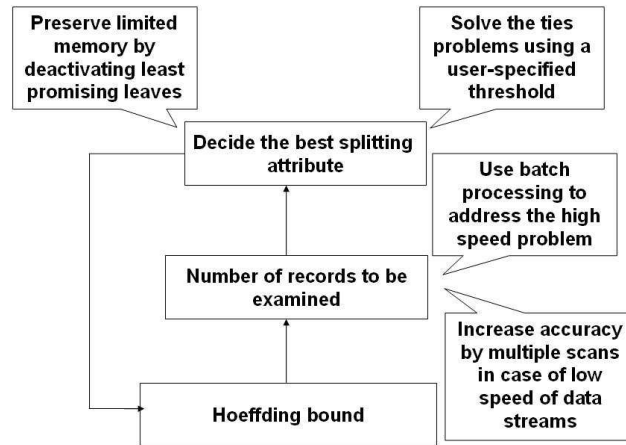 Preserve limited
memory by
deactivating least
promising leaves
Solve the ties
problems using a
user-specified
threshold
Decide the best splitting
attribute
Use batch
processing to
address the high
speed problem
Number of records to be
examined
Increase accuracy
by multiple scans
in case of low
speed of data
streams
Hoeffding bound